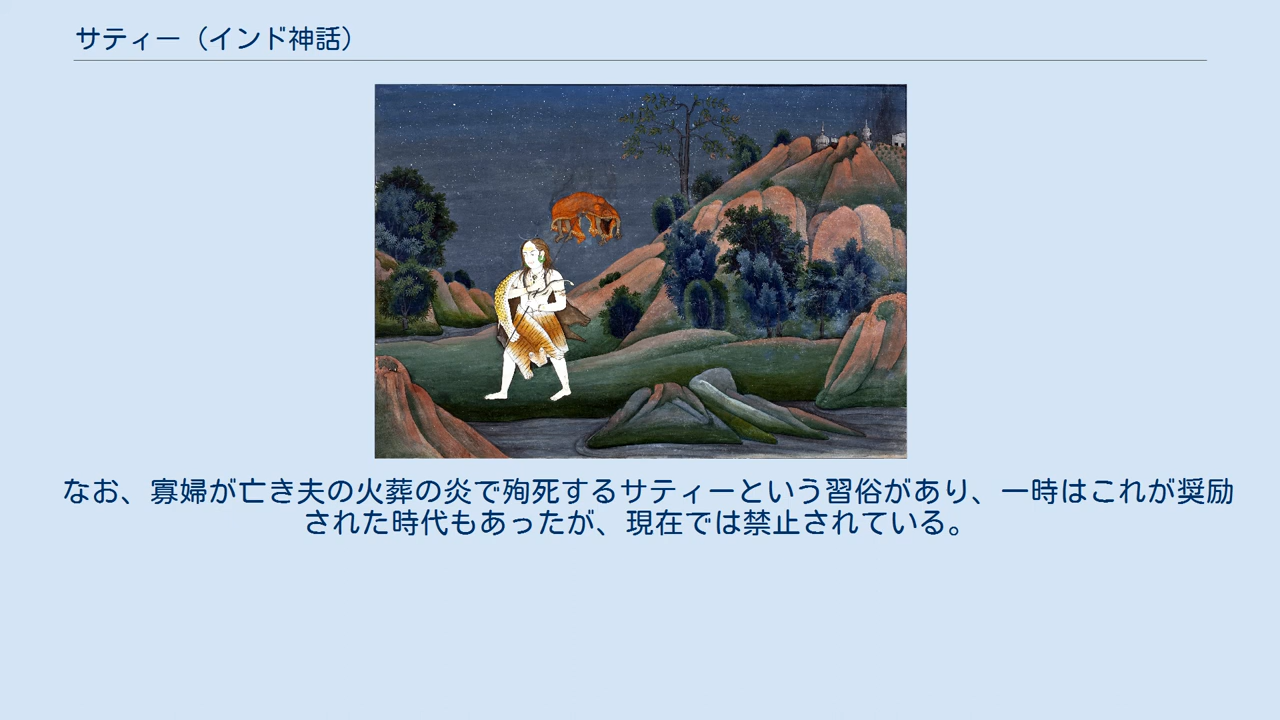 サティー（インド神話）
なお、寡婦が亡き夫の火葬の炎で殉死するサティーという習俗があり、一時はこれが奨励
された時代もあったが、現在では禁止されている。